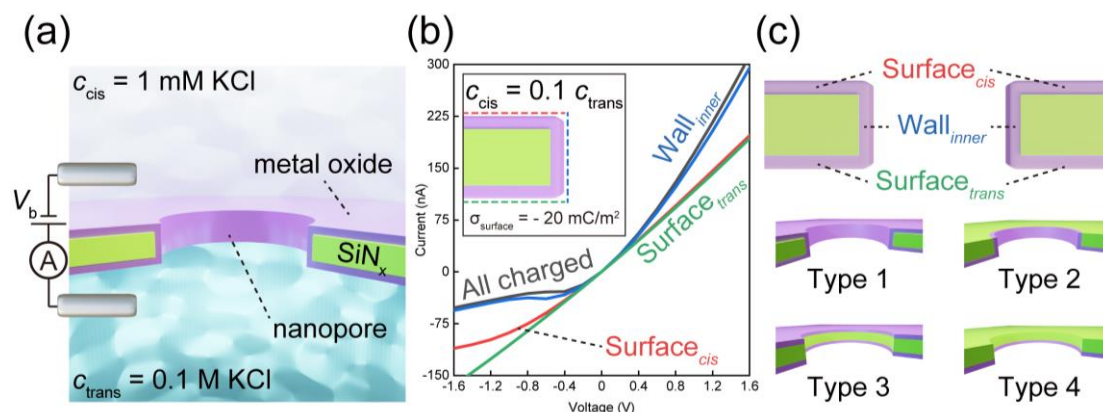 (a)
c_cis = 1 mM KCl
metal oxide
V_b
A
SiN_x
nanopore
c_trans = 0.1 M KCl
(b)
300
225
150
75
0
-75
-150
Current (nA)
c_cis = 0.1 c_trans
σ_surface = - 20 mC/m²
Wall_inner
Surface_trans
All charged
Surface_cis
-1.6 -1.2 -0.8 -0.4 0 0.4 0.8 1.2 1.6
Voltage (V)
(c)
Surface_cis
Wall_inner
Surface_trans
Type 1 Type 2
Type 3 Type 4